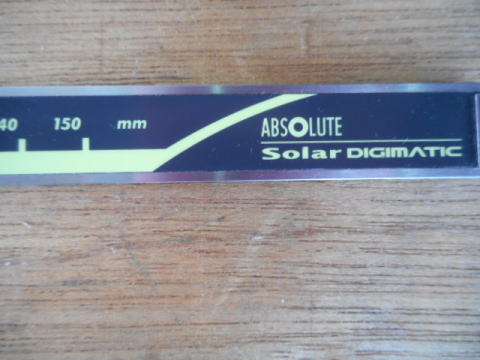 40 150 mm
ABSOLUTE
Solar DIGIMATIC